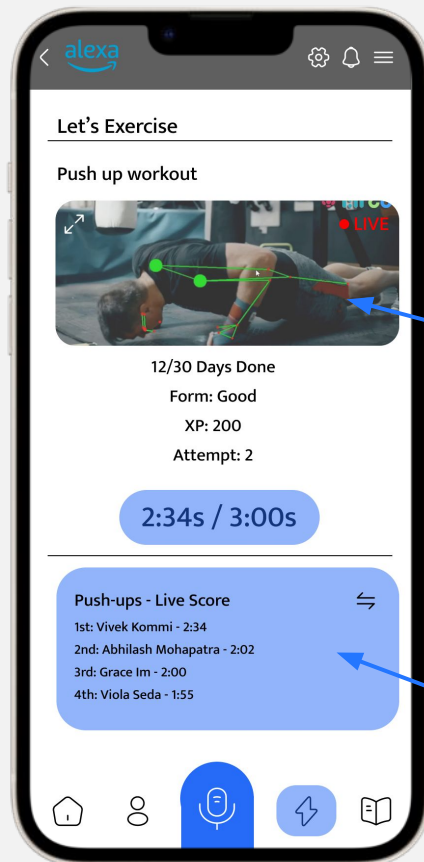 alexa
Let's Exercise
Push up workout
LIVE
12/30 Days Done
Form: Good
XP: 200
Attempt: 2
2:34s / 3:00s
Push-ups - Live Score
1st: Vivek Kommi - 2:34
2nd: Abhilash Mohapatra - 2:02
3rd: Grace Im - 2:00
4th: Viola Seda - 1:55